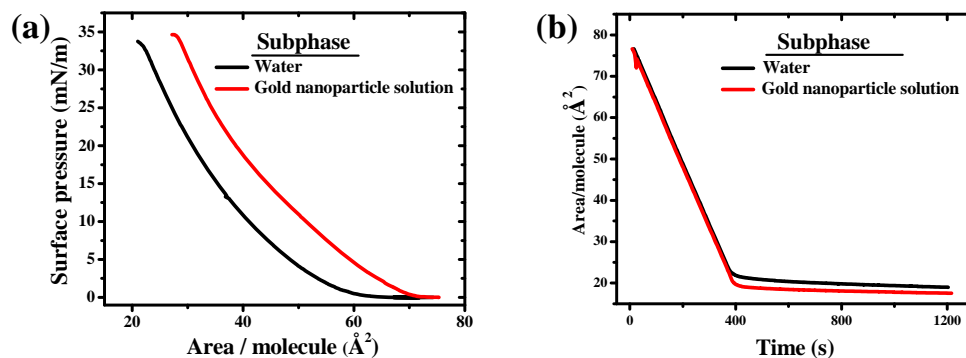 (a)
Surface pressure (mN/m)
35
30
25
20
15
10
5
0
Subphase
Water
Gold nanoparticle solution
20 40 60 80
Area / molecule (Å²)
(b)
Area/molecule (Å²)
80
70
60
50
40
30
20
10
Subphase
Water
Gold nanoparticle solution
0 400 800 1200
Time (s)